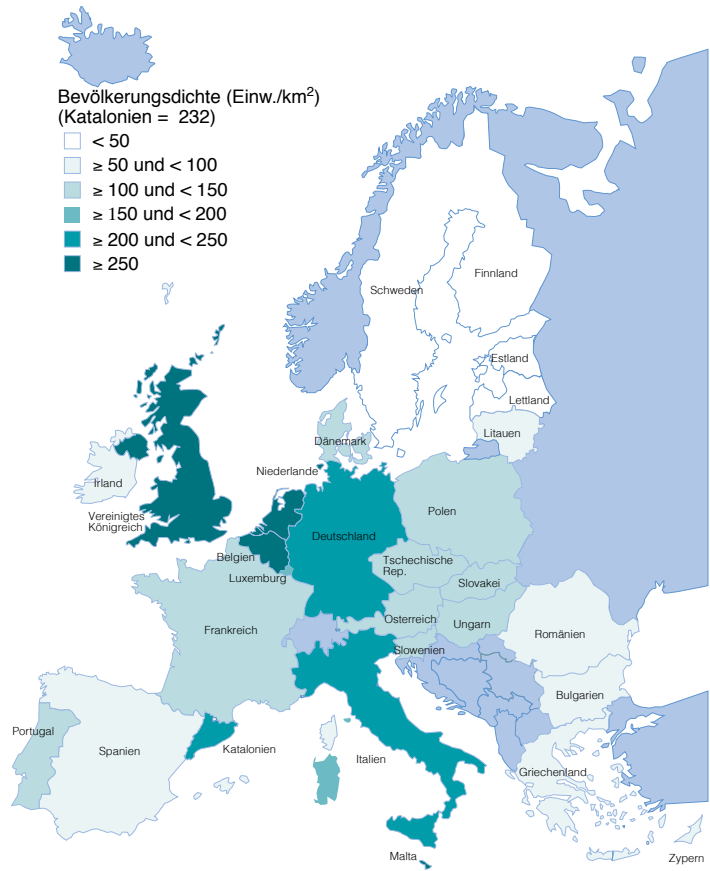 Bevölkerungsdichte (Einw./km²)
(Katalonien = 232)
< 50
≥ 50 und < 100
≥ 100 und < 150
≥ 150 und < 200
≥ 200 und < 250
≥ 250
Finnland
Schweden
Estland
Lettland
Litauen
Dänemark
Niederlande
Irland
Polen
Vereinigtes
Königreich
Deutschland
Belgien
Tschechische
Rep.
Luxemburg
Slovakei
Österreich
Ungarn
Frankreich
Romänien
Slowenien
Bulgarien
Portugal
Spanien
Katalonien
Italien
Griechenland
Malta
Zypern